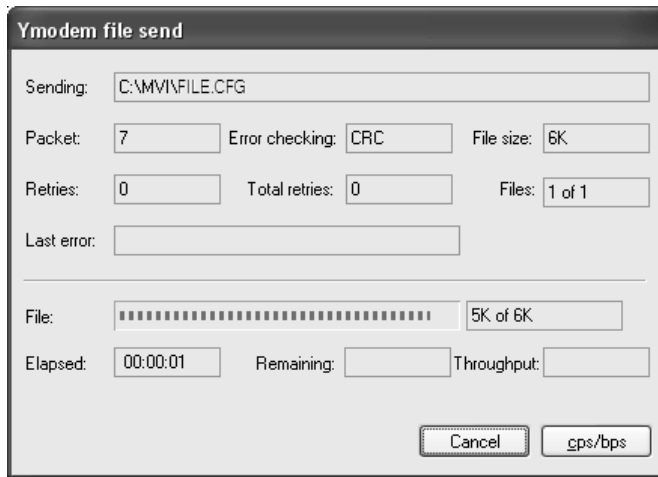 Ymodem file send
Sending: C:\MVI\FILE.CFG
Packet: 7 Error checking: CRC File size: 6K
Retries: 0 Total retries: 0 Files: 1 of 1
Last error:
File: 5K of 6K
Elapsed: 00:00:01 Remaining: Throughput:
Cancel cps/bps